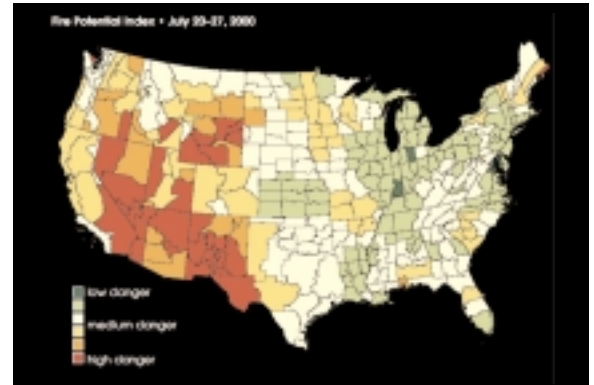 Fire Potential Index • July 23-27, 2000
low danger
medium danger
high danger